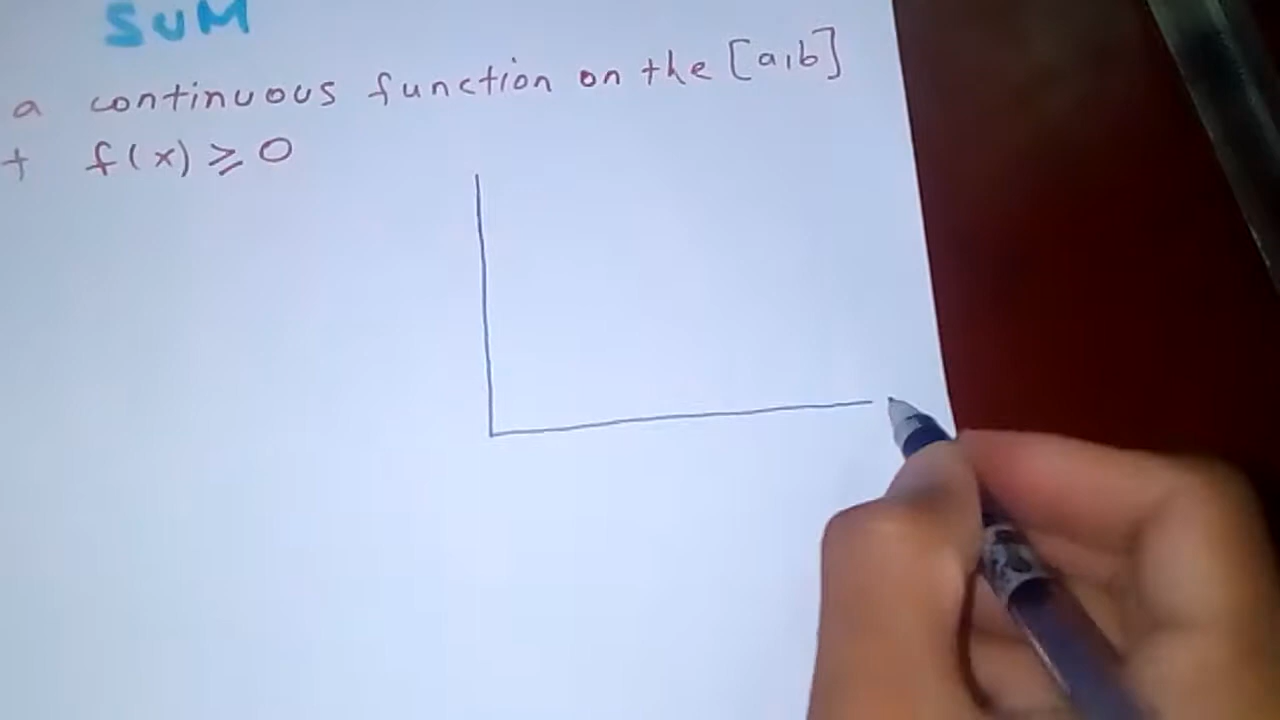 SUM
a continuous function on the [a,b]
f(x) ≥ 0